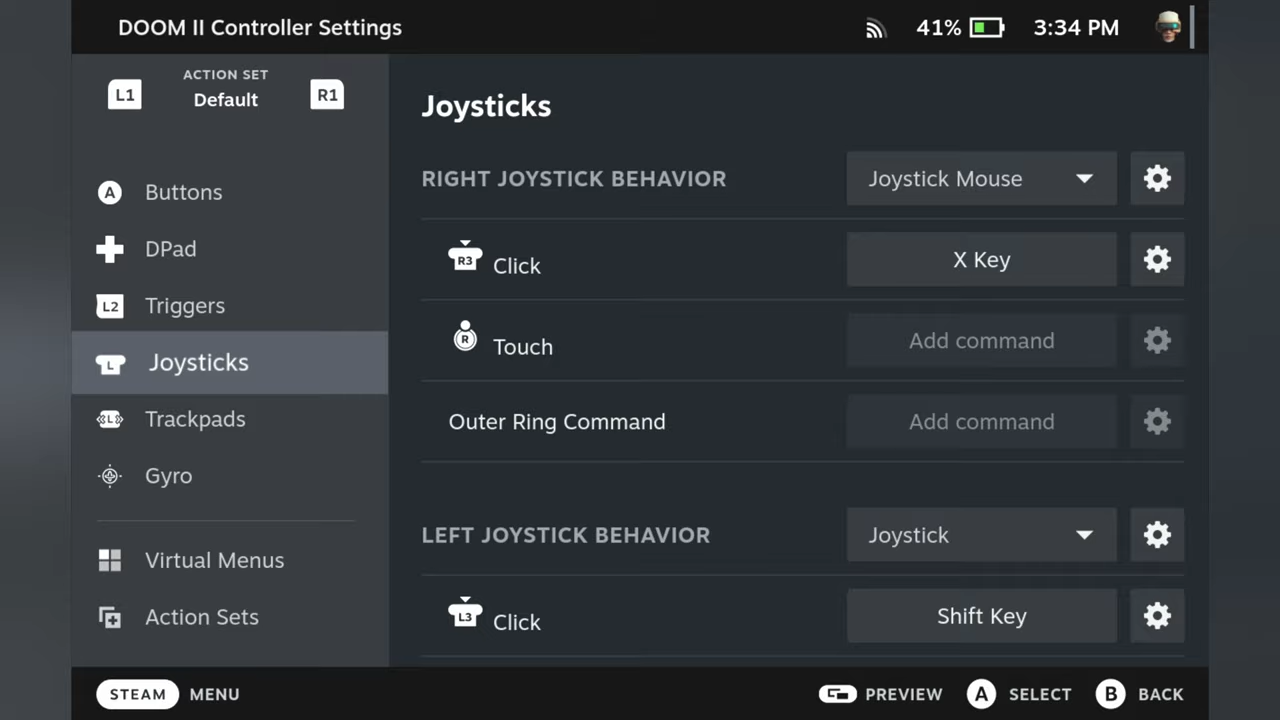 DOOM II Controller Settings
41%
3:34 PM
L1
ACTION SET
Default
R1
A Buttons
DPad
L2 Triggers
L Joysticks
L Trackpads
Gyro
Virtual Menus
Action Sets
Joysticks
RIGHT JOYSTICK BEHAVIOR Joystick Mouse
R3 Click X Key
R Touch Add command
Outer Ring Command Add command
LEFT JOYSTICK BEHAVIOR Joystick
L3 Click Shift Key
STEAM MENU
PREVIEW A SELECT B BACK